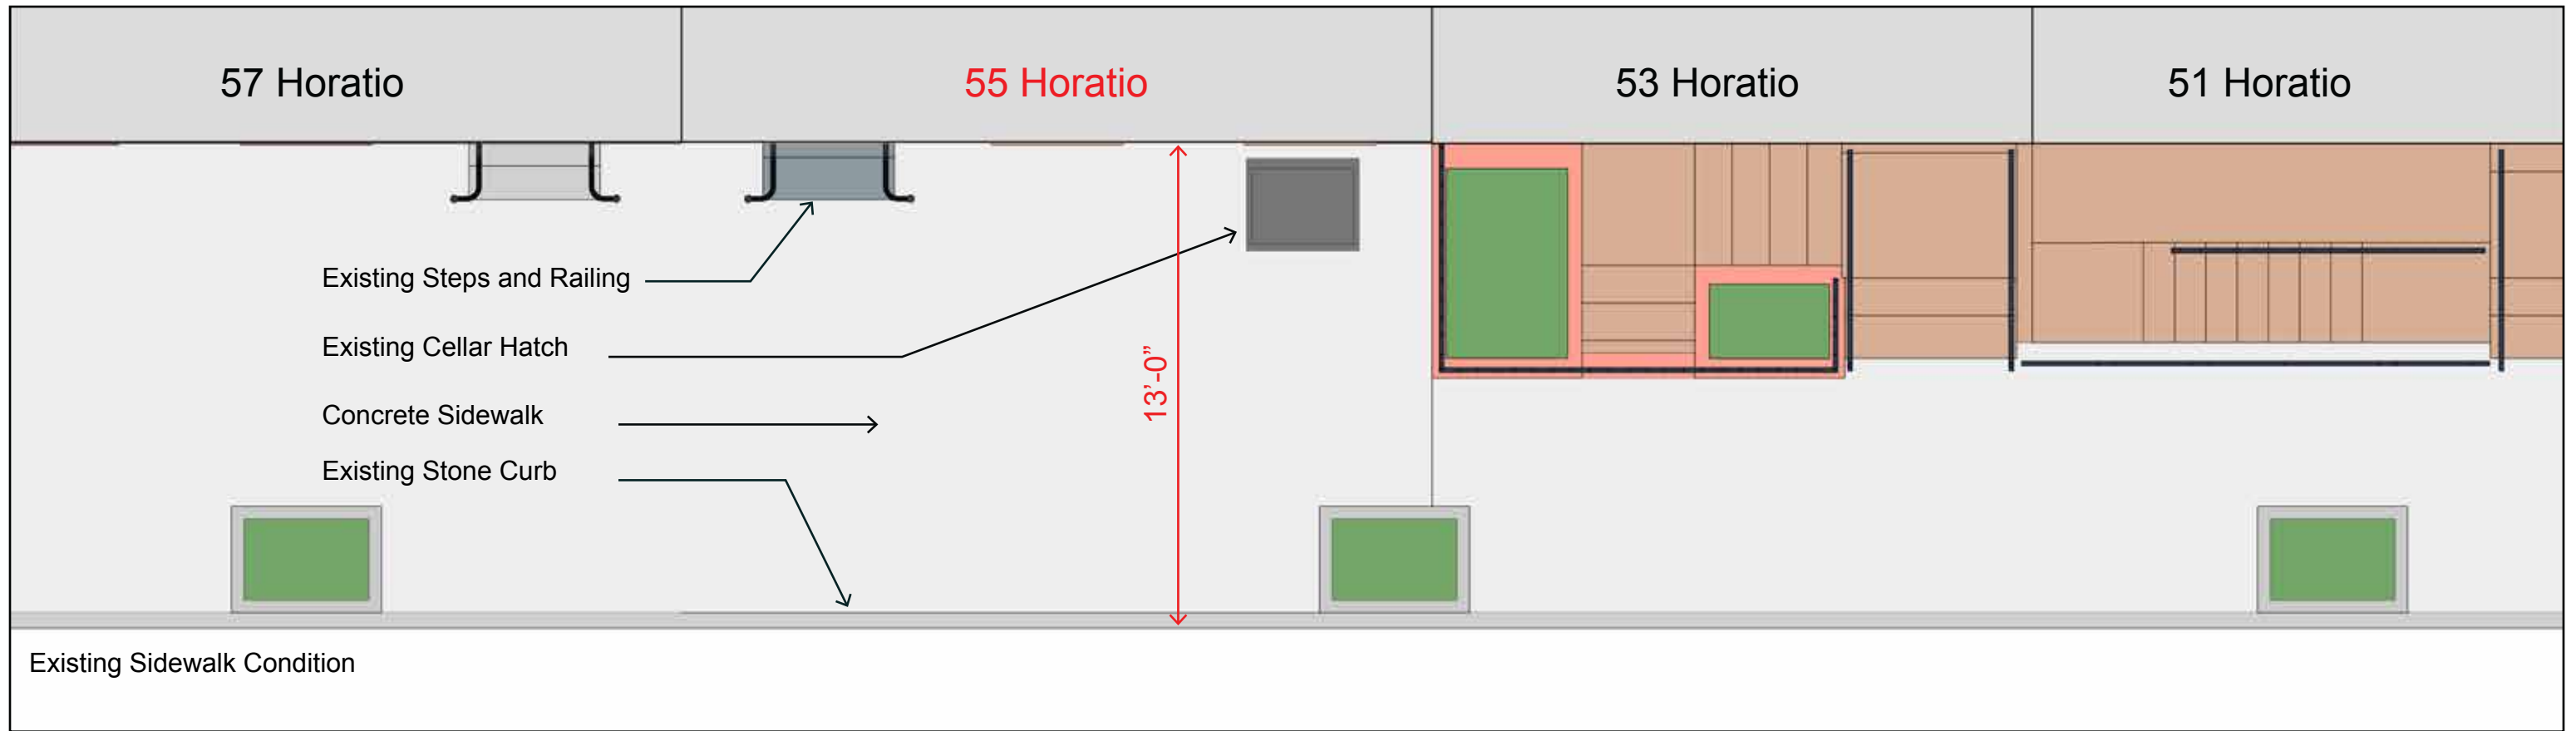 57 Horatio
55 Horatio
53 Horatio
51 Horatio
Existing Steps and Railing
Existing Cellar Hatch
13’-0”
Concrete Sidewalk
Existing Stone Curb
Existing Sidewalk Condition